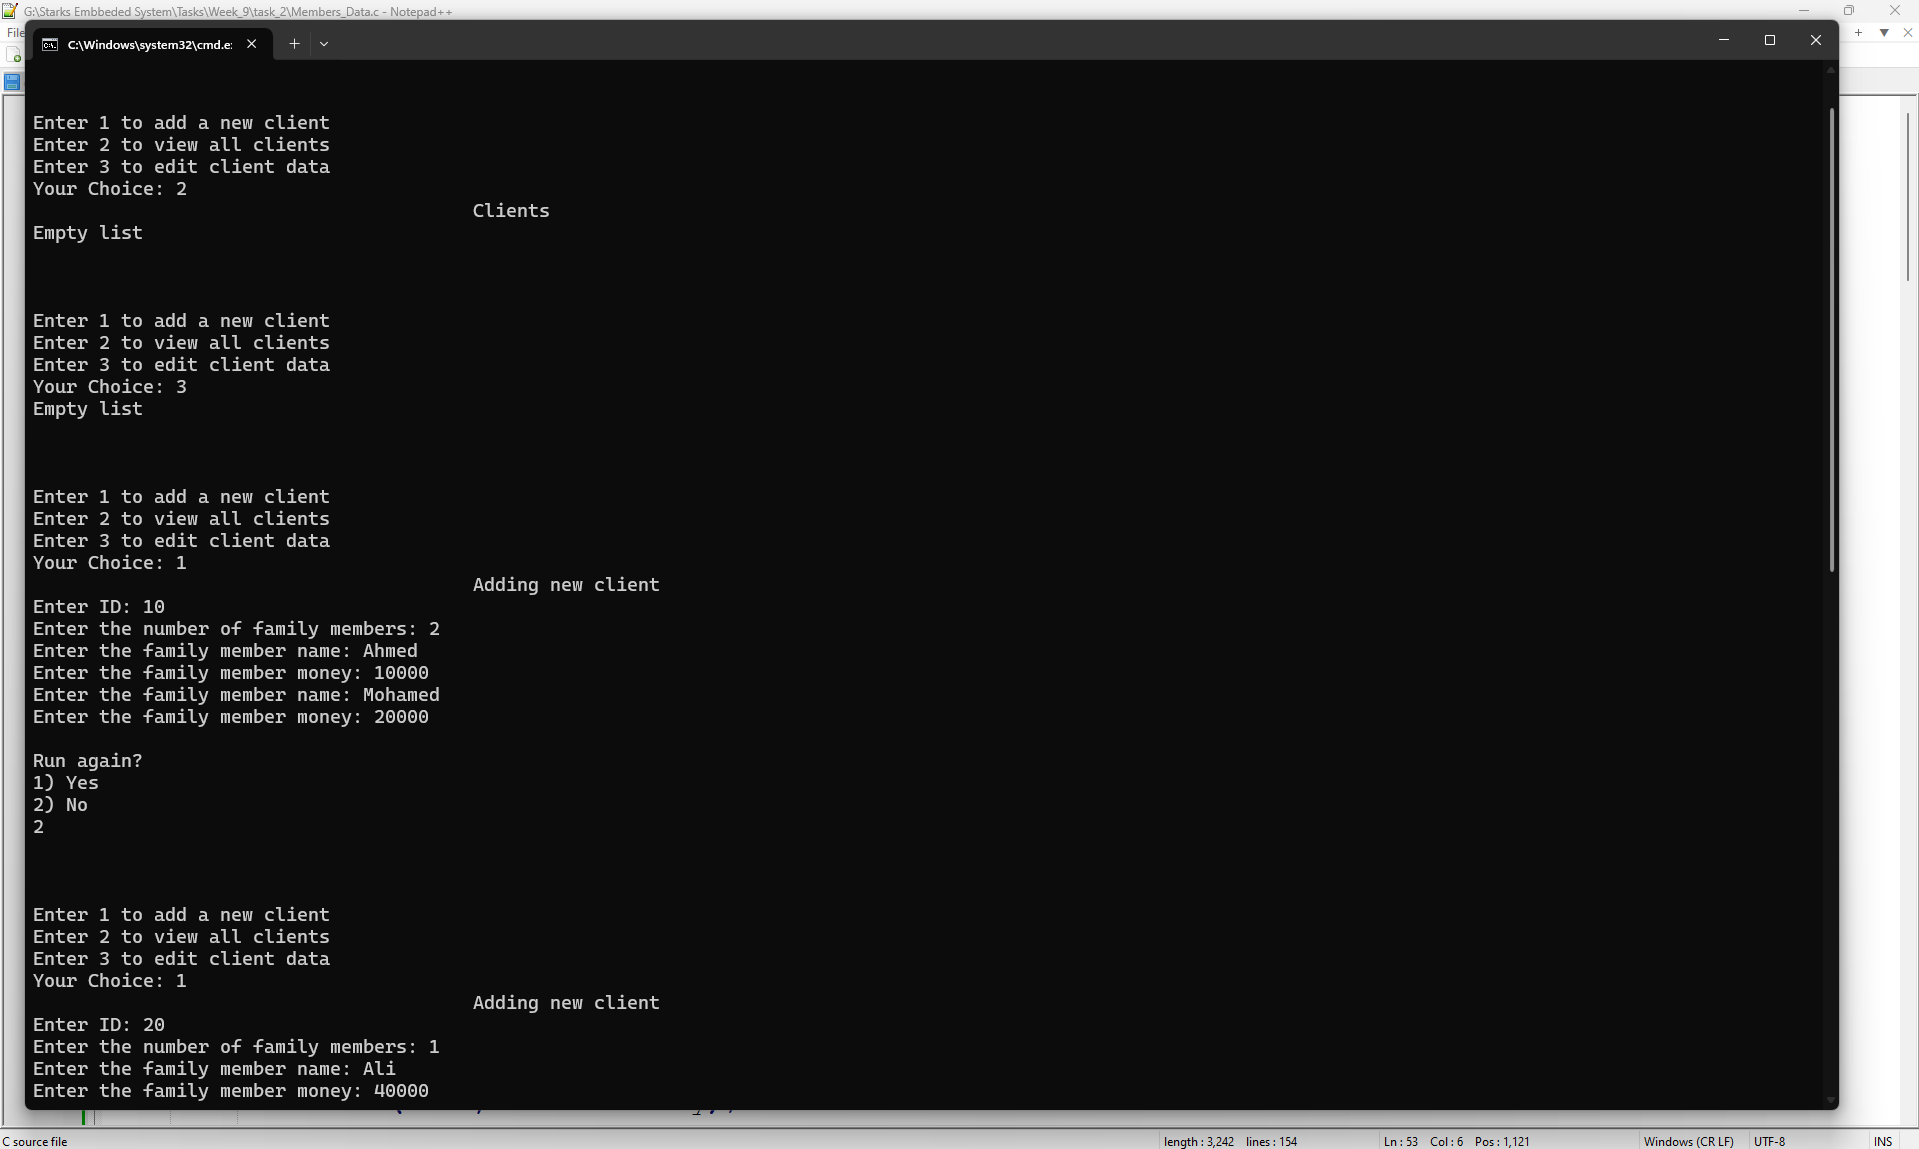 G:\Starks Embbeded System\Tasks\Week_9\task_2\Members_Data.c - Notepad++
File
C:\Windows\system32\cmd.e:
Enter 1 to add a new client
Enter 2 to view all clients
Enter 3 to edit client data
Your Choice: 2
Clients
Empty list
Enter 1 to add a new client
Enter 2 to view all clients
Enter 3 to edit client data
Your Choice: 3
Empty list
Enter 1 to add a new client
Enter 2 to view all clients
Enter 3 to edit client data
Your Choice: 1
Adding new client
Enter ID: 10
Enter the number of family members: 2
Enter the family member name: Ahmed
Enter the family member money: 10000
Enter the family member name: Mohamed
Enter the family member money: 20000
Run again?
1) Yes
2) No
2
Enter 1 to add a new client
Enter 2 to view all clients
Enter 3 to edit client data
Your Choice: 1
Adding new client
Enter ID: 20
Enter the number of family members: 1
Enter the family member name: Ali
Enter the family member money: 40000
C source file length : 3,242 lines : 154 Ln : 53 Col : 6 Pos : 1,121 Windows (CR LF) UTF-8 INS